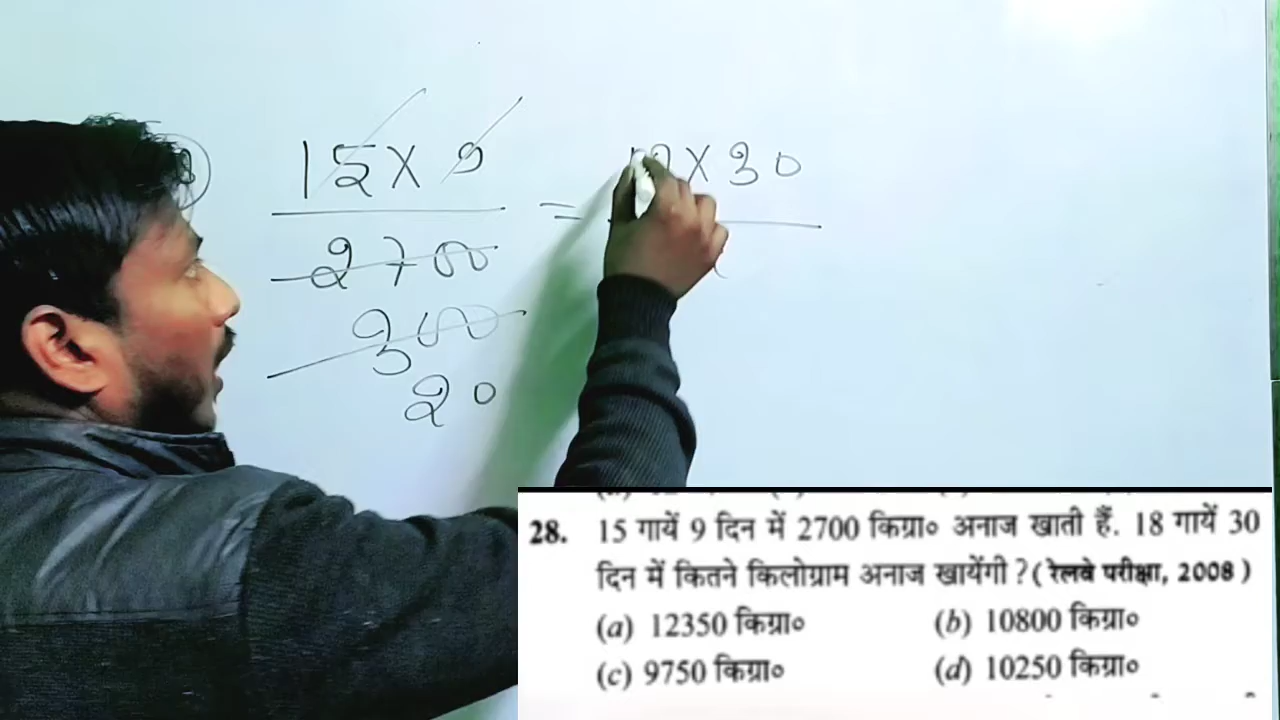 15 X 9 = X 30
2700
300
20
28. 15 गायें 9 दिन में 2700 किग्रा० अनाज खाती हैं. 18 गायें 30
दिन में कितने किलोग्राम अनाज खायेंगी ? ( रेलवे परीक्षा, 2008 )
(a) 12350 किग्रा० (b) 10800 किग्रा०
(c) 9750 किग्रा० (d) 10250 किग्रा०